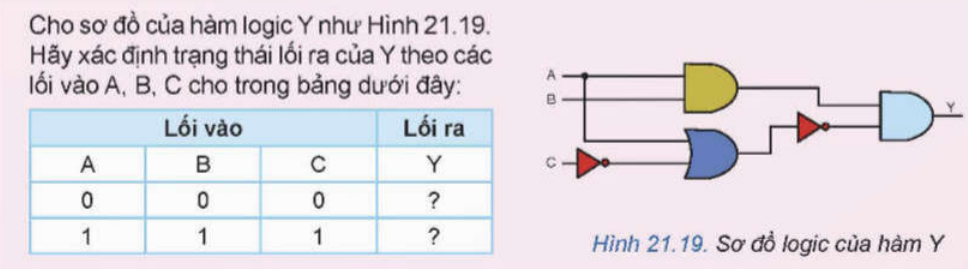 Cho sơ đồ của hàm logic Y như Hình 21.19.
Hãy xác định trạng thái lối ra của Y theo các
lối vào A, B, C cho trong bảng dưới đây:
Lối vào Lối ra
A B C Y
0 0 0 ?
1 1 1 ?
A
B
C
Y
Hình 21.19. Sơ đồ logic của hàm Y